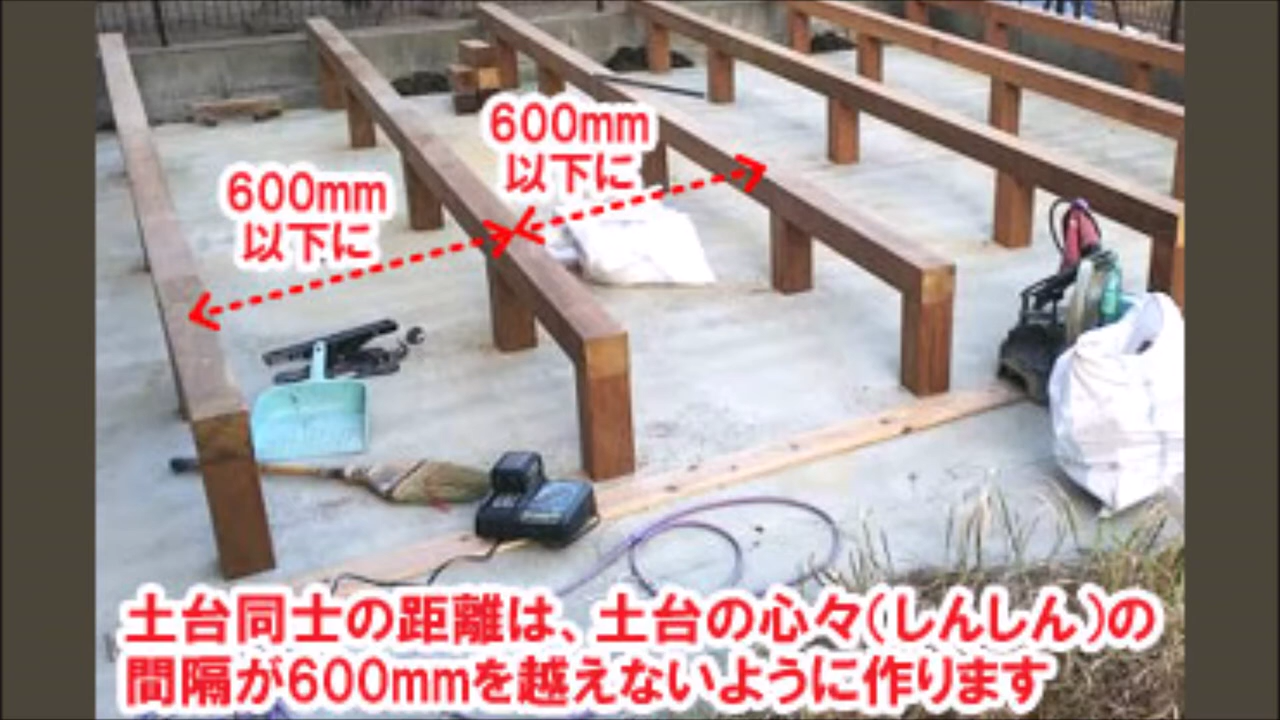 600mm
以下に
600mm
以下に
土台同士の距離は、土台の心々(しんしん)の
間隔が600mmを越えないように作ります